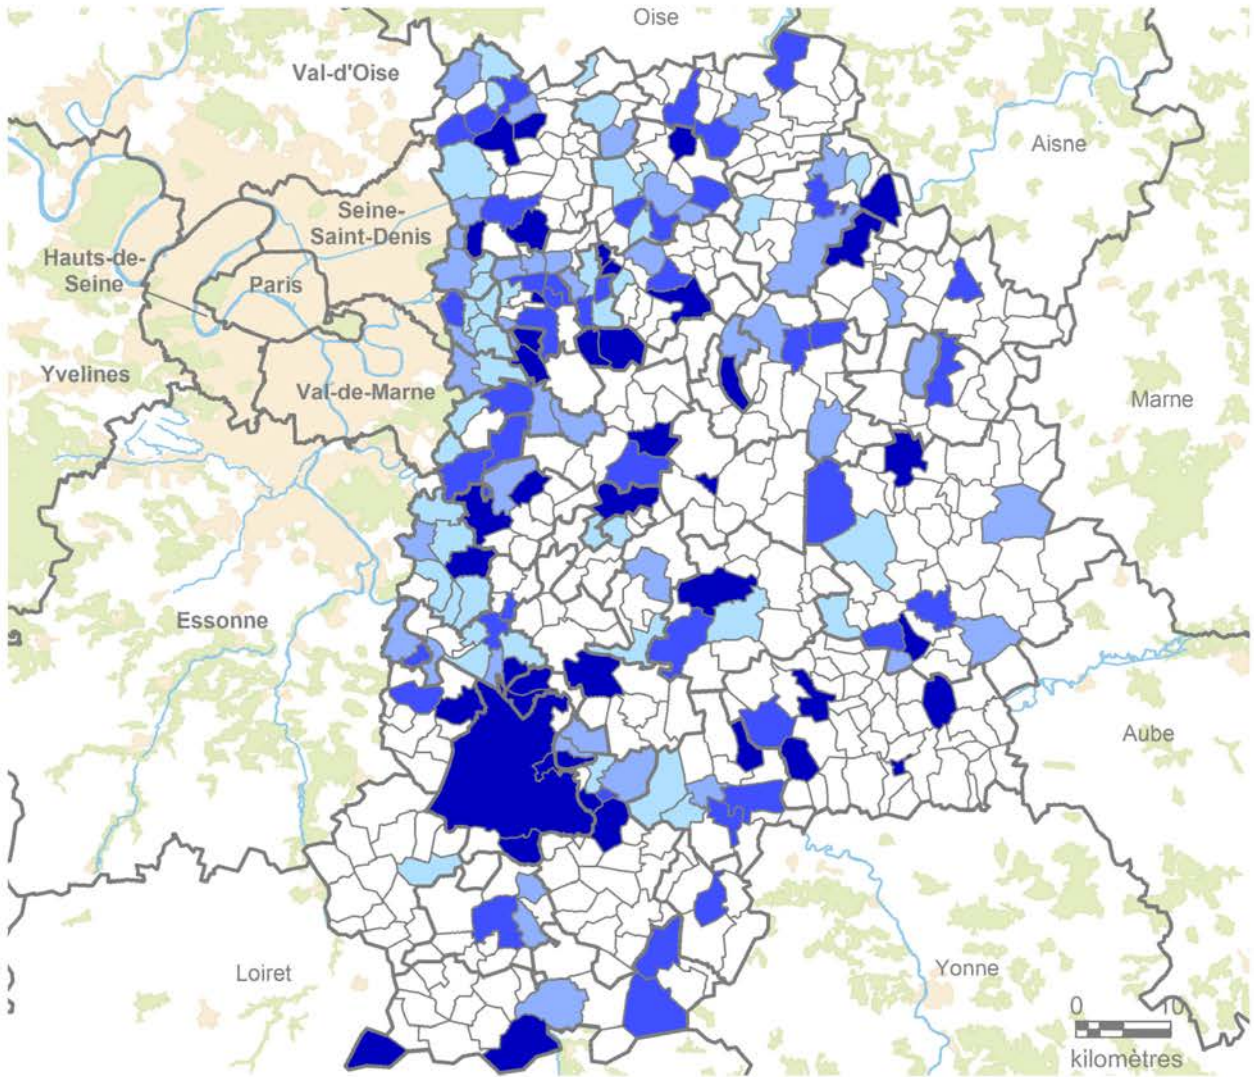 Oise
Val-d'Oise
Aisne
Seine-
Saint-Denis
Hauts-de-
Seine
Paris
Yvelines
Val-de-Marne
Marne
Essonne
Aube
Loiret
Yonne
0 10
kilomètres